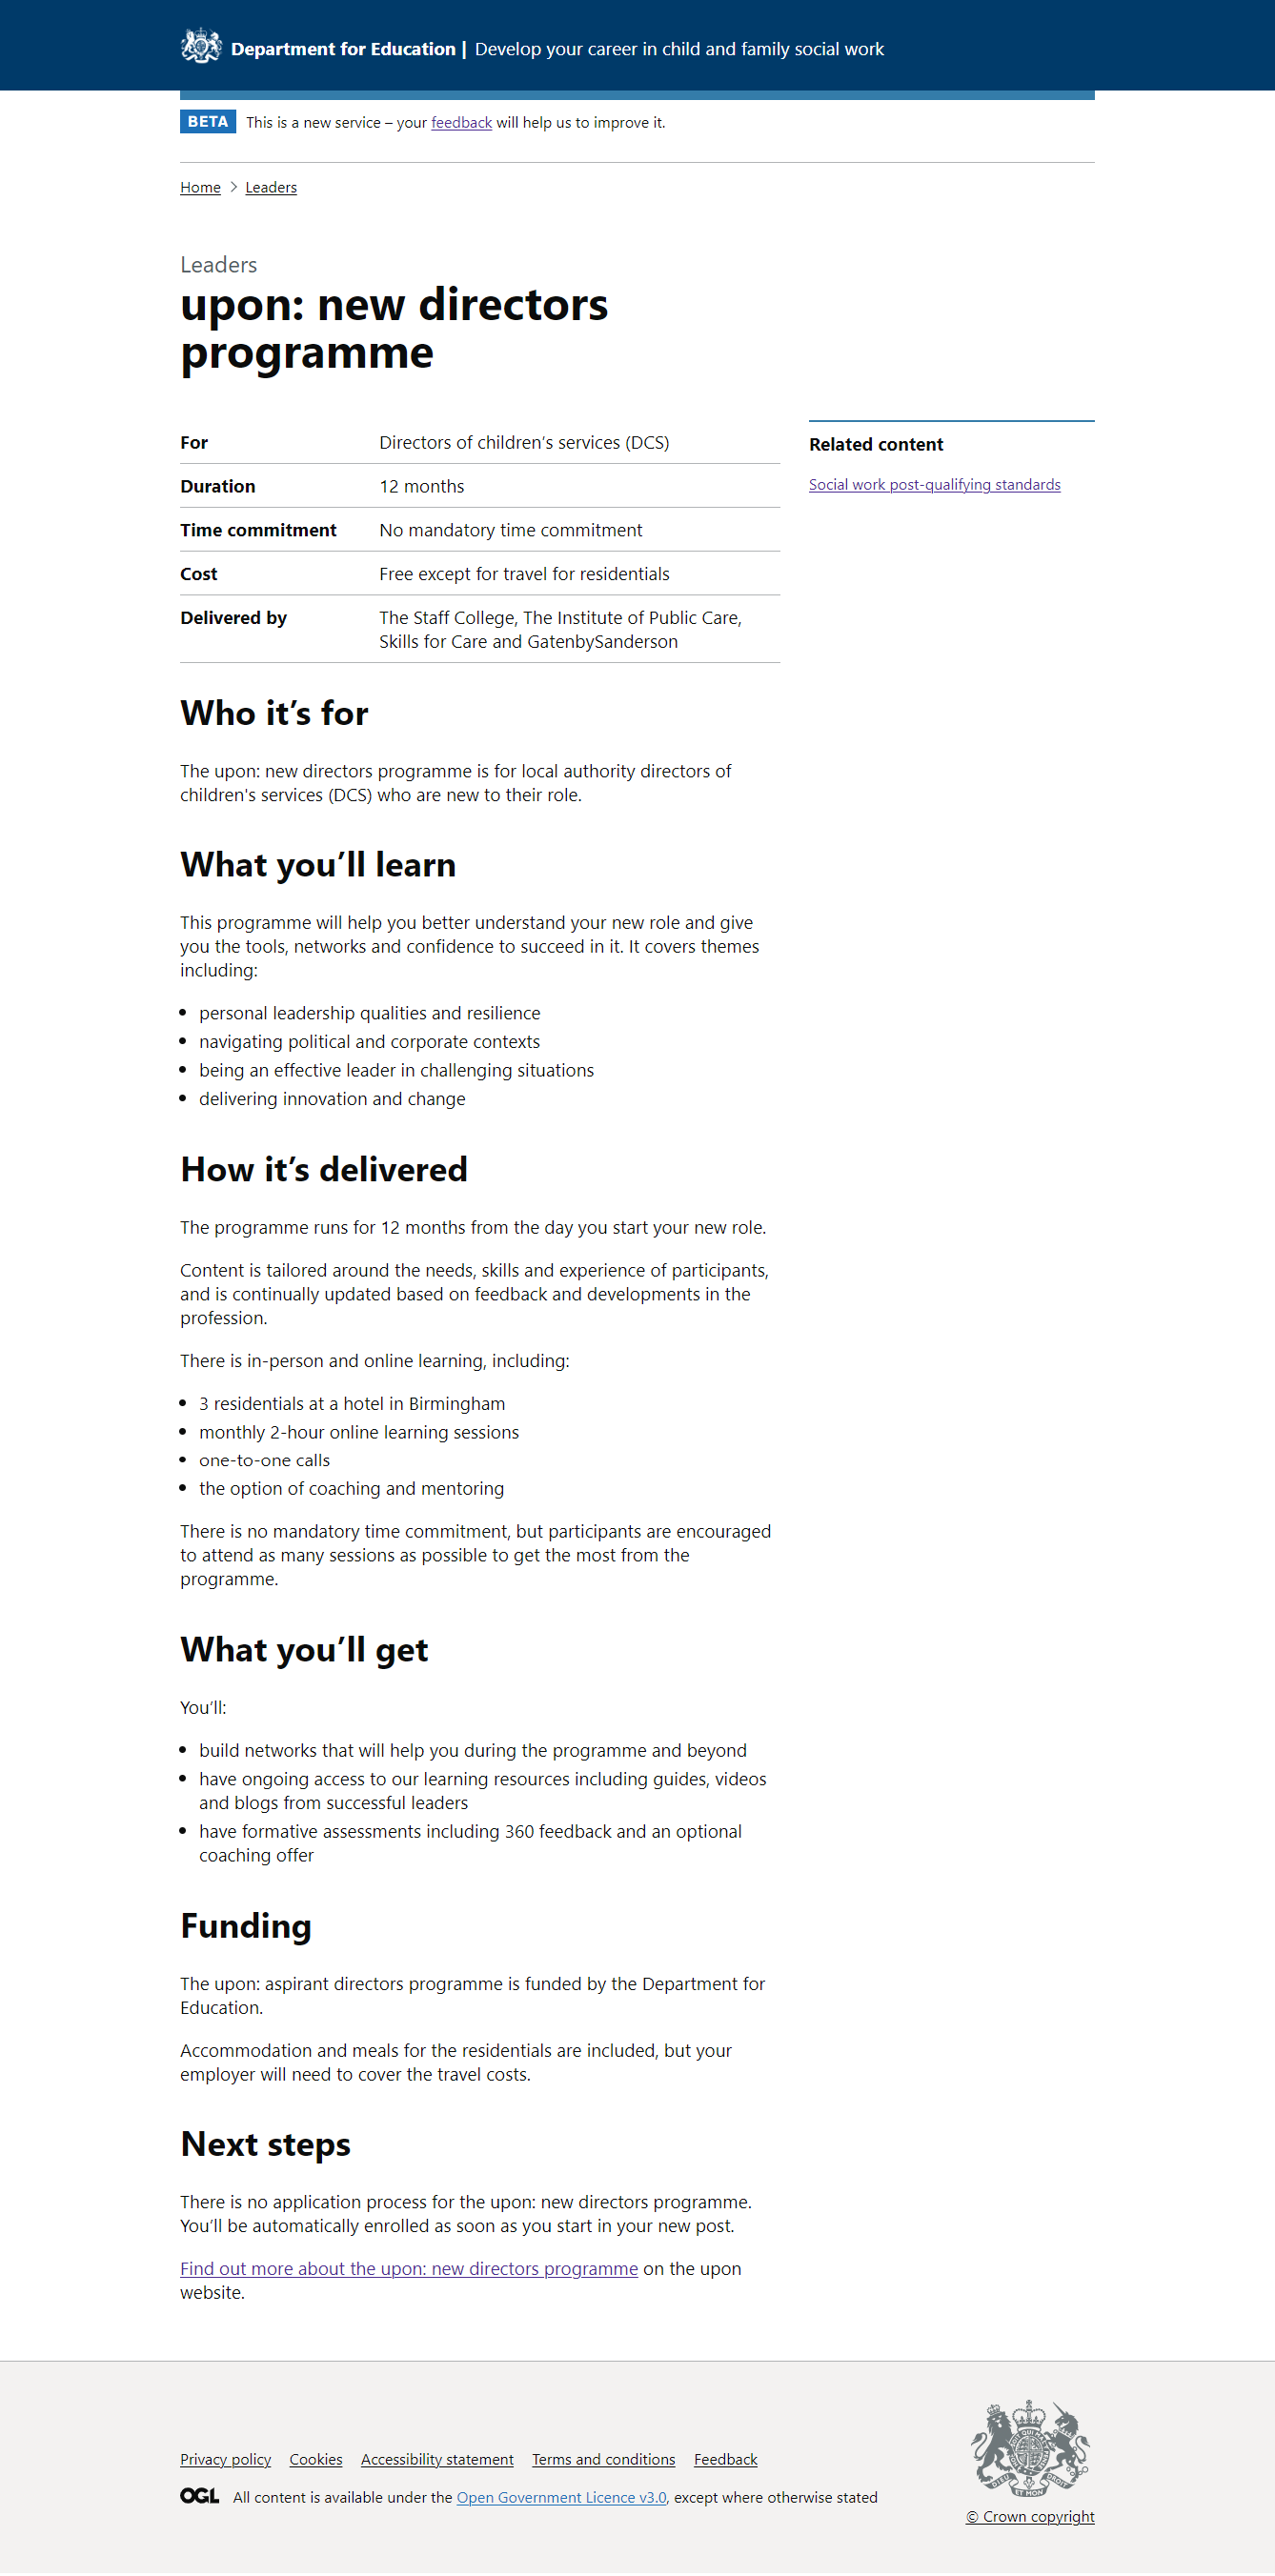 Department for Education | Develop your career in child and family social work
BETA This is a new service – your feedback will help us to improve it.
Home > Leaders
Leaders
upon: new directors
programme
For Directors of children’s services (DCS)
Duration 12 months
Time commitment No mandatory time commitment
Cost Free except for travel for residentials
Delivered by The Staff College, The Institute of Public Care,
Skills for Care and GatenbySanderson
Related content
Social work post-qualifying standards
Who it’s for
The upon: new directors programme is for local authority directors of
children's services (DCS) who are new to their role.
What you’ll learn
This programme will help you better understand your new role and give
you the tools, networks and confidence to succeed in it. It covers themes
including:
• personal leadership qualities and resilience
• navigating political and corporate contexts
• being an effective leader in challenging situations
• delivering innovation and change
How it’s delivered
The programme runs for 12 months from the day you start your new role.
Content is tailored around the needs, skills and experience of participants,
and is continually updated based on feedback and developments in the
profession.
There is in-person and online learning, including:
• 3 residentials at a hotel in Birmingham
• monthly 2-hour online learning sessions
• one-to-one calls
• the option of coaching and mentoring
There is no mandatory time commitment, but participants are encouraged
to attend as many sessions as possible to get the most from the
programme.
What you’ll get
You’ll:
• build networks that will help you during the programme and beyond
• have ongoing access to our learning resources including guides, videos
and blogs from successful leaders
• have formative assessments including 360 feedback and an optional
coaching offer
Funding
The upon: aspirant directors programme is funded by the Department for
Education.
Accommodation and meals for the residentials are included, but your
employer will need to cover the travel costs.
Next steps
There is no application process for the upon: new directors programme.
You’ll be automatically enrolled as soon as you start in your new post.
Find out more about the upon: new directors programme on the upon
website.
Privacy policy Cookies Accessibility statement Terms and conditions Feedback
OGL All content is available under the Open Government Licence v3.0, except where otherwise stated
© Crown copyright